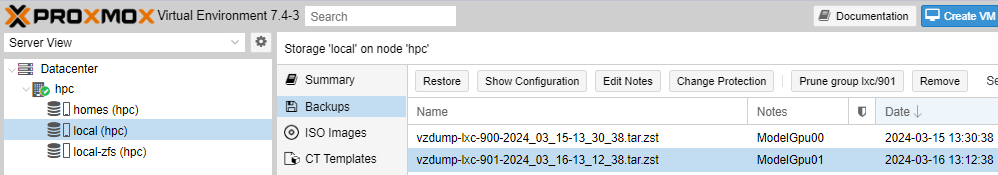 PROXMOX Virtual Environment 7.4-3 Search Documentation Create VM
Server View
Storage 'local' on node 'hpc'
Datacenter
hpc
homes (hpc)
local (hpc)
local-zfs (hpc)
Summary
Backups
ISO Images
CT Templates
Restore Show Configuration Edit Notes Change Protection Prune group lxc/901 Remove Se
Name Notes Date
vzdump-lxc-900-2024_03_15-13_30_38.tar.zst ModelGpu00 2024-03-15 13:30:38
vzdump-lxc-901-2024_03_16-13_12_38.tar.zst ModelGpu01 2024-03-16 13:12:38